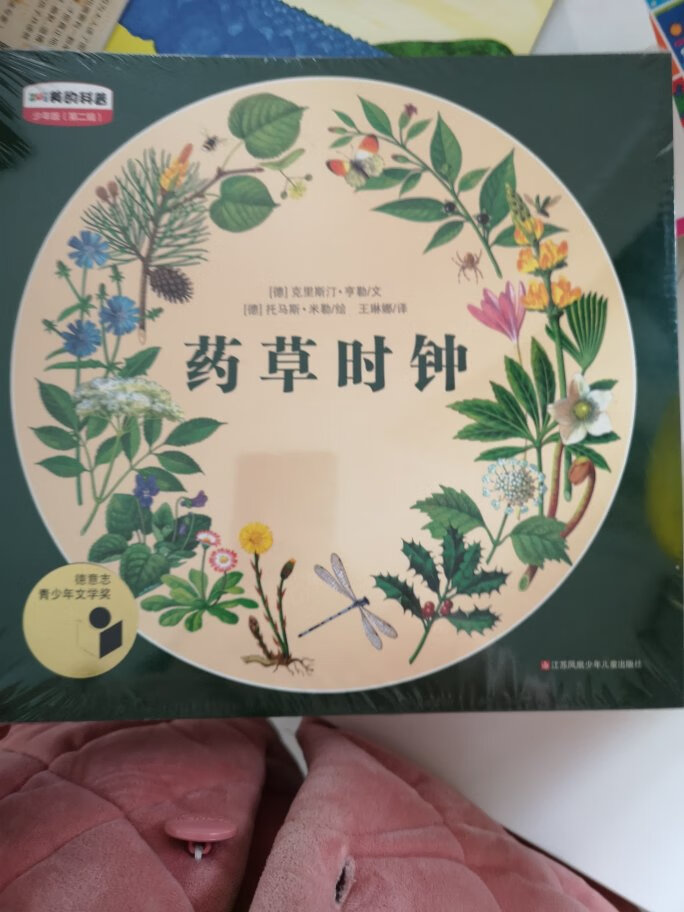 美的科普
少年版(第二辑)
[德]克里斯汀·亨勒/文
[德]托马斯·米勒/绘 王琳娜/译
药草时钟
德意志
青少年文学奖
江苏凤凰少年儿童出版社